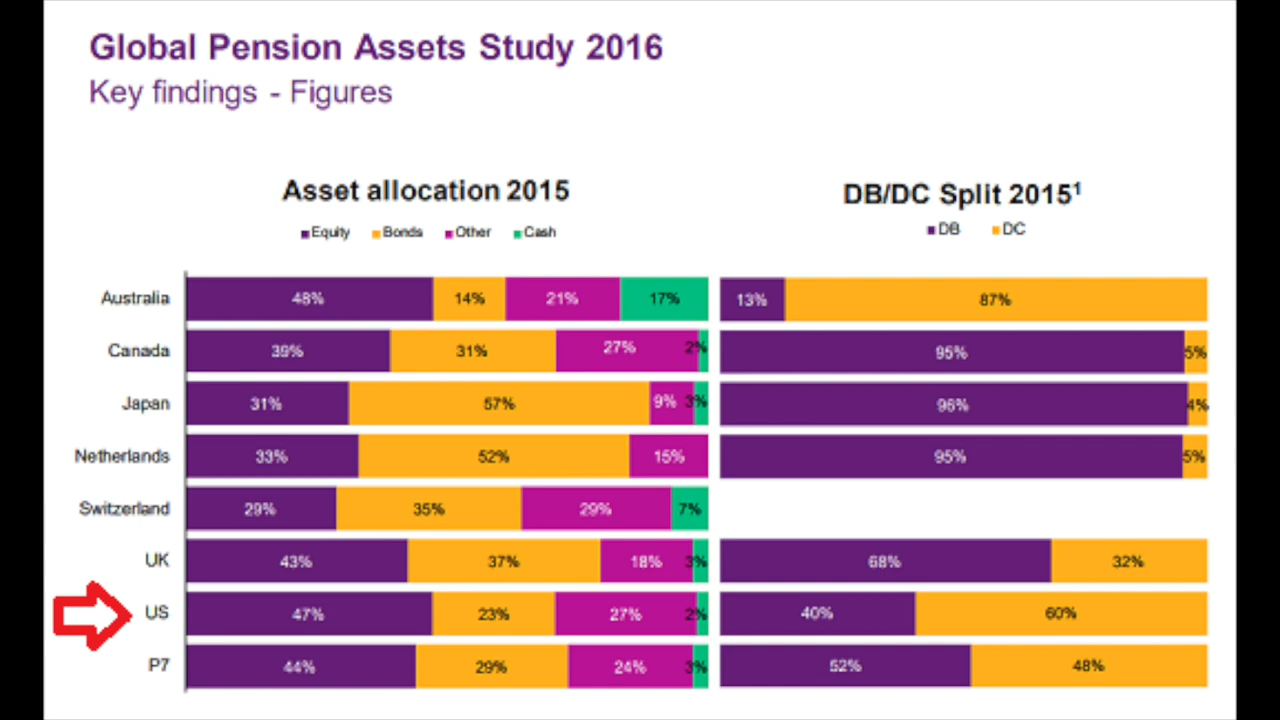 Global Pension Assets Study 2016
Key findings - Figures
Asset allocation 2015
Equity Bonds Other Cash
DB/DC Split 2015¹
DB DC
Australia 48% 14% 21% 17% 13% 87%
Canada 39% 31% 27% 2% 95% 5%
Japan 31% 57% 9% 3% 96% 4%
Netherlands 33% 52% 15% 95% 5%
Switzerland 29% 35% 29% 7%
UK 43% 37% 18% 3% 68% 32%
US 47% 23% 27% 2% 40% 60%
P7 44% 29% 24% 3% 52% 48%